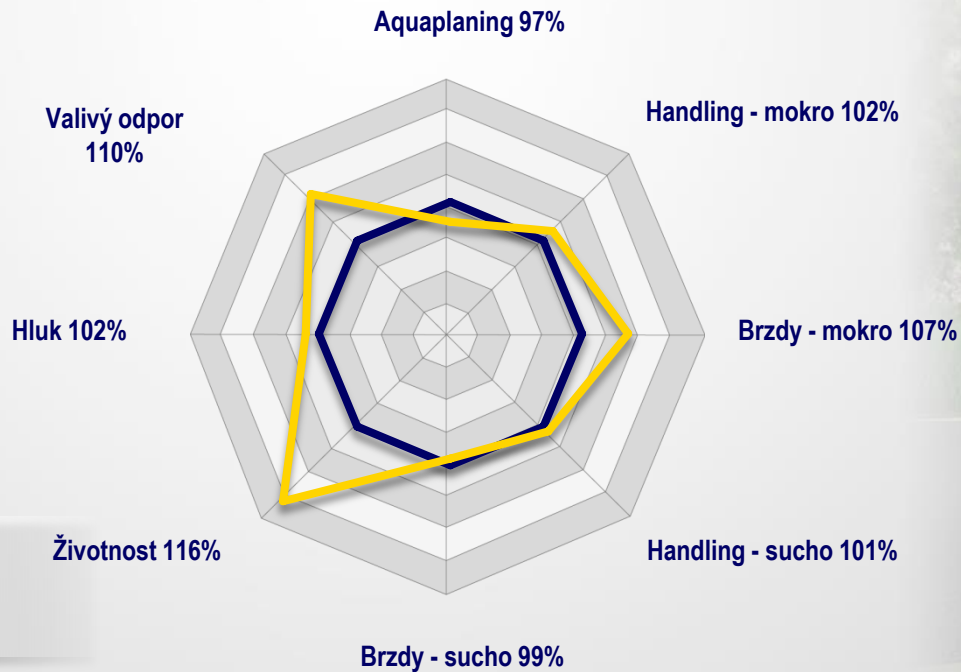 Aquaplaning 97%
Handling - mokro 102%
Valivý odpor
110%
Hluk 102%
Brzdy - mokro 107%
Životnost 116%
Handling - sucho 101%
Brzdy - sucho 99%